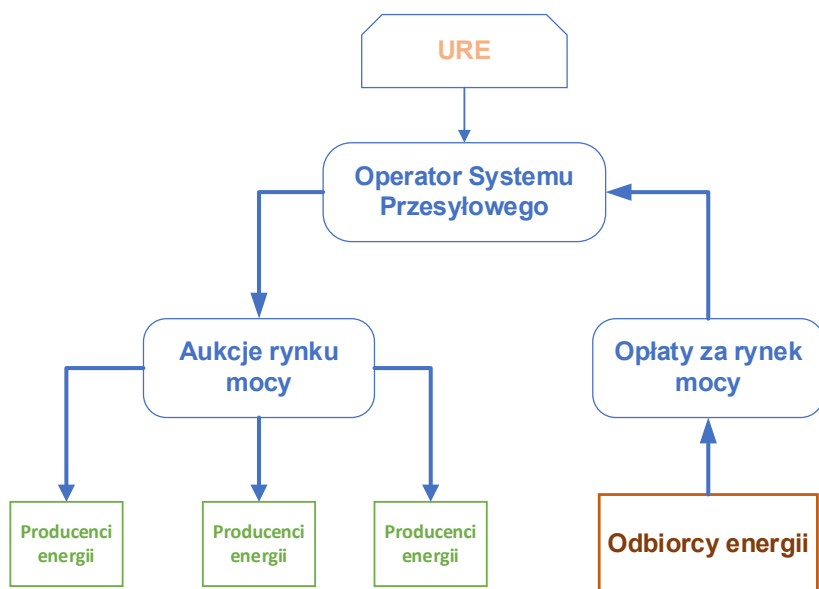 URE
Operator Systemu
Przesyłowego
Aukcje rynku
mocy
Opłaty za rynek
mocy
Producenci
energii
Producenci
energii
Producenci
energii
Odbiorcy energii